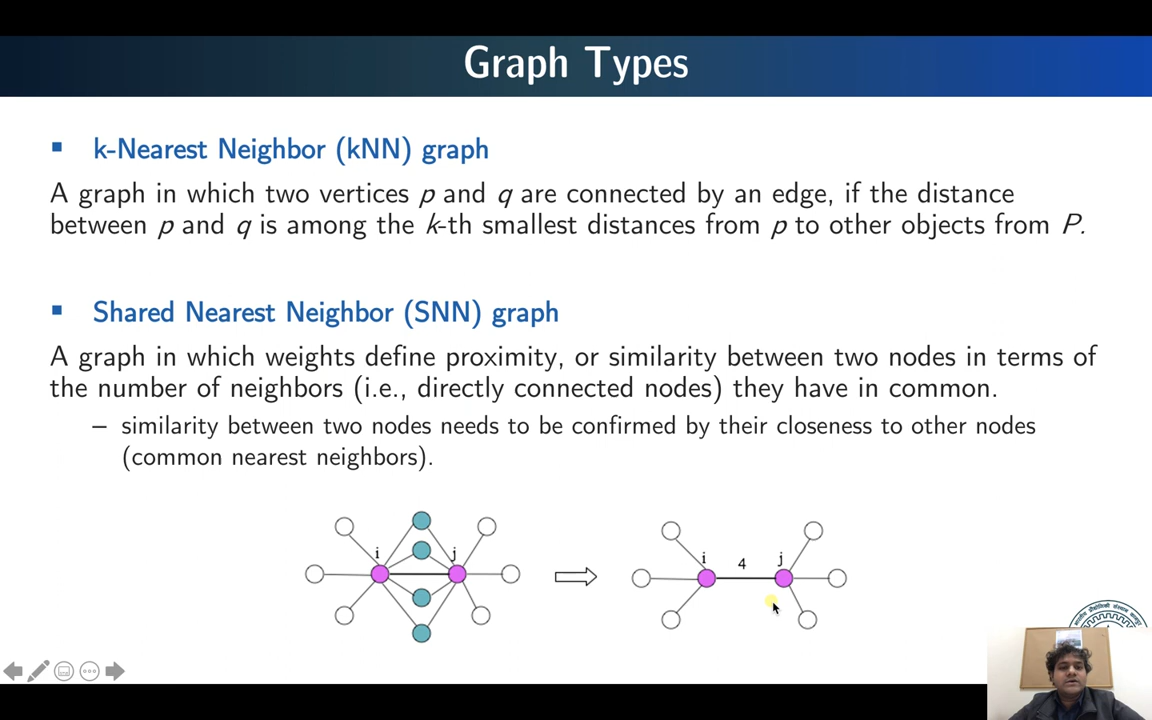 Graph Types
▪ k-Nearest Neighbor (kNN) graph
A graph in which two vertices p and q are connected by an edge, if the distance
between p and q is among the k-th smallest distances from p to other objects from P.
▪ Shared Nearest Neighbor (SNN) graph
A graph in which weights define proximity, or similarity between two nodes in terms of
the number of neighbors (i.e., directly connected nodes) they have in common.
– similarity between two nodes needs to be confirmed by their closeness to other nodes
(common nearest neighbors).
i j
i 4 j